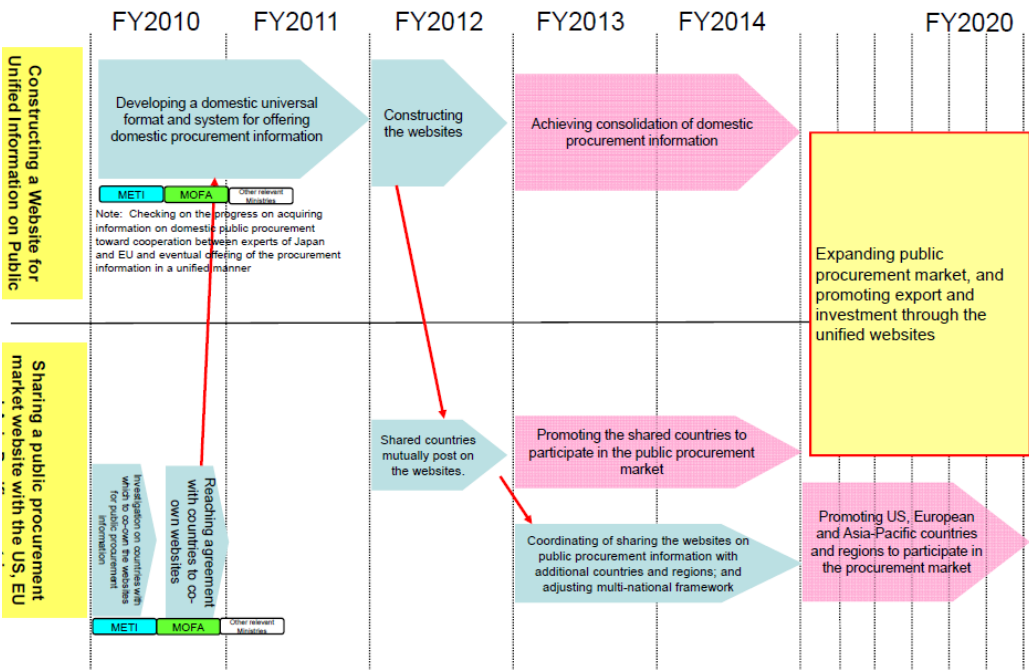 FY2010
FY2011
FY2012
FY2013
FY2014
FY2020
Constructing a Website for
Unified Information on Public
Developing a domestic universal
format and system for offering
domestic procurement information
Constructing
the websites
Achieving consolidation of domestic
procurement information
METI
MOFA
Other relevant
Ministries
Note: Checking on the progress on acquiring
information on domestic public procurement
toward cooperation between experts of Japan
and EU and eventual offering of the procurement
information in a unified manner
Expanding public
procurement market, and
promoting export and
investment through the
unified websites
Sharing a public procurement
market website with the US, EU
Investigation on countries with
which to co-own the websites
for public procurement
information
Reaching agreement
with countries to co-
own websites
METI
MOFA
Other relevant
Ministries
Shared countries
mutually post on
the websites.
Promoting the shared countries to
participate in the public procurement
market
Coordinating of sharing the websites on
public procurement information with
additional countries and regions; and
adjusting multi-national framework
Promoting US, European
and Asia-Pacific countries
and regions to participate in
the procurement market